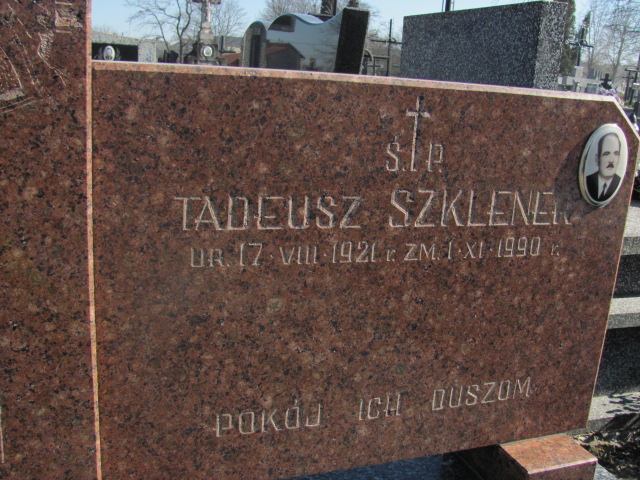 Ś.†P.
TADEUSZ SZKLENER
UR. 17·VIII·1921 r. ZM. 1·XI·1990 r.
POKÓJ ICH DUSZOM